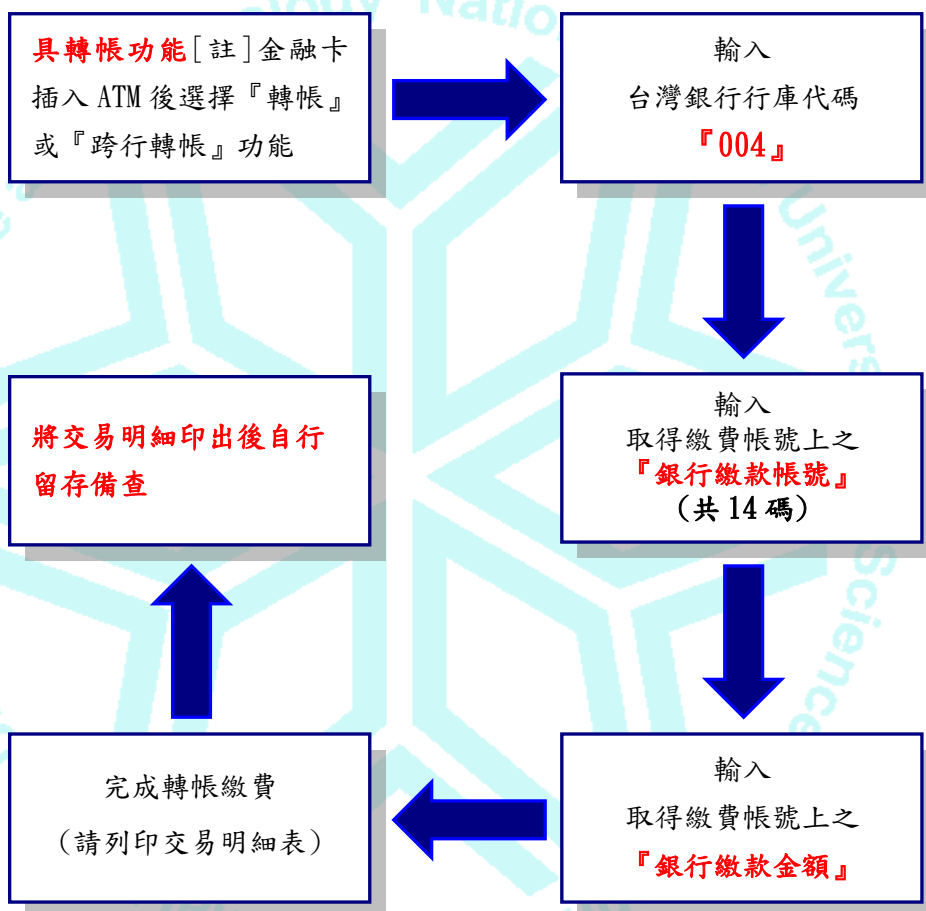 具轉帳功能[註]金融卡
插入 ATM 後選擇『轉帳』
或『跨行轉帳』功能
輸入
台灣銀行行庫代碼
『004』
輸入
取得繳費帳號上之
『銀行繳款帳號』
(共 14 碼)
輸入
取得繳費帳號上之
『銀行繳款金額』
完成轉帳繳費
(請列印交易明細表)
將交易明細印出後自行
留存備查
Univers
Science